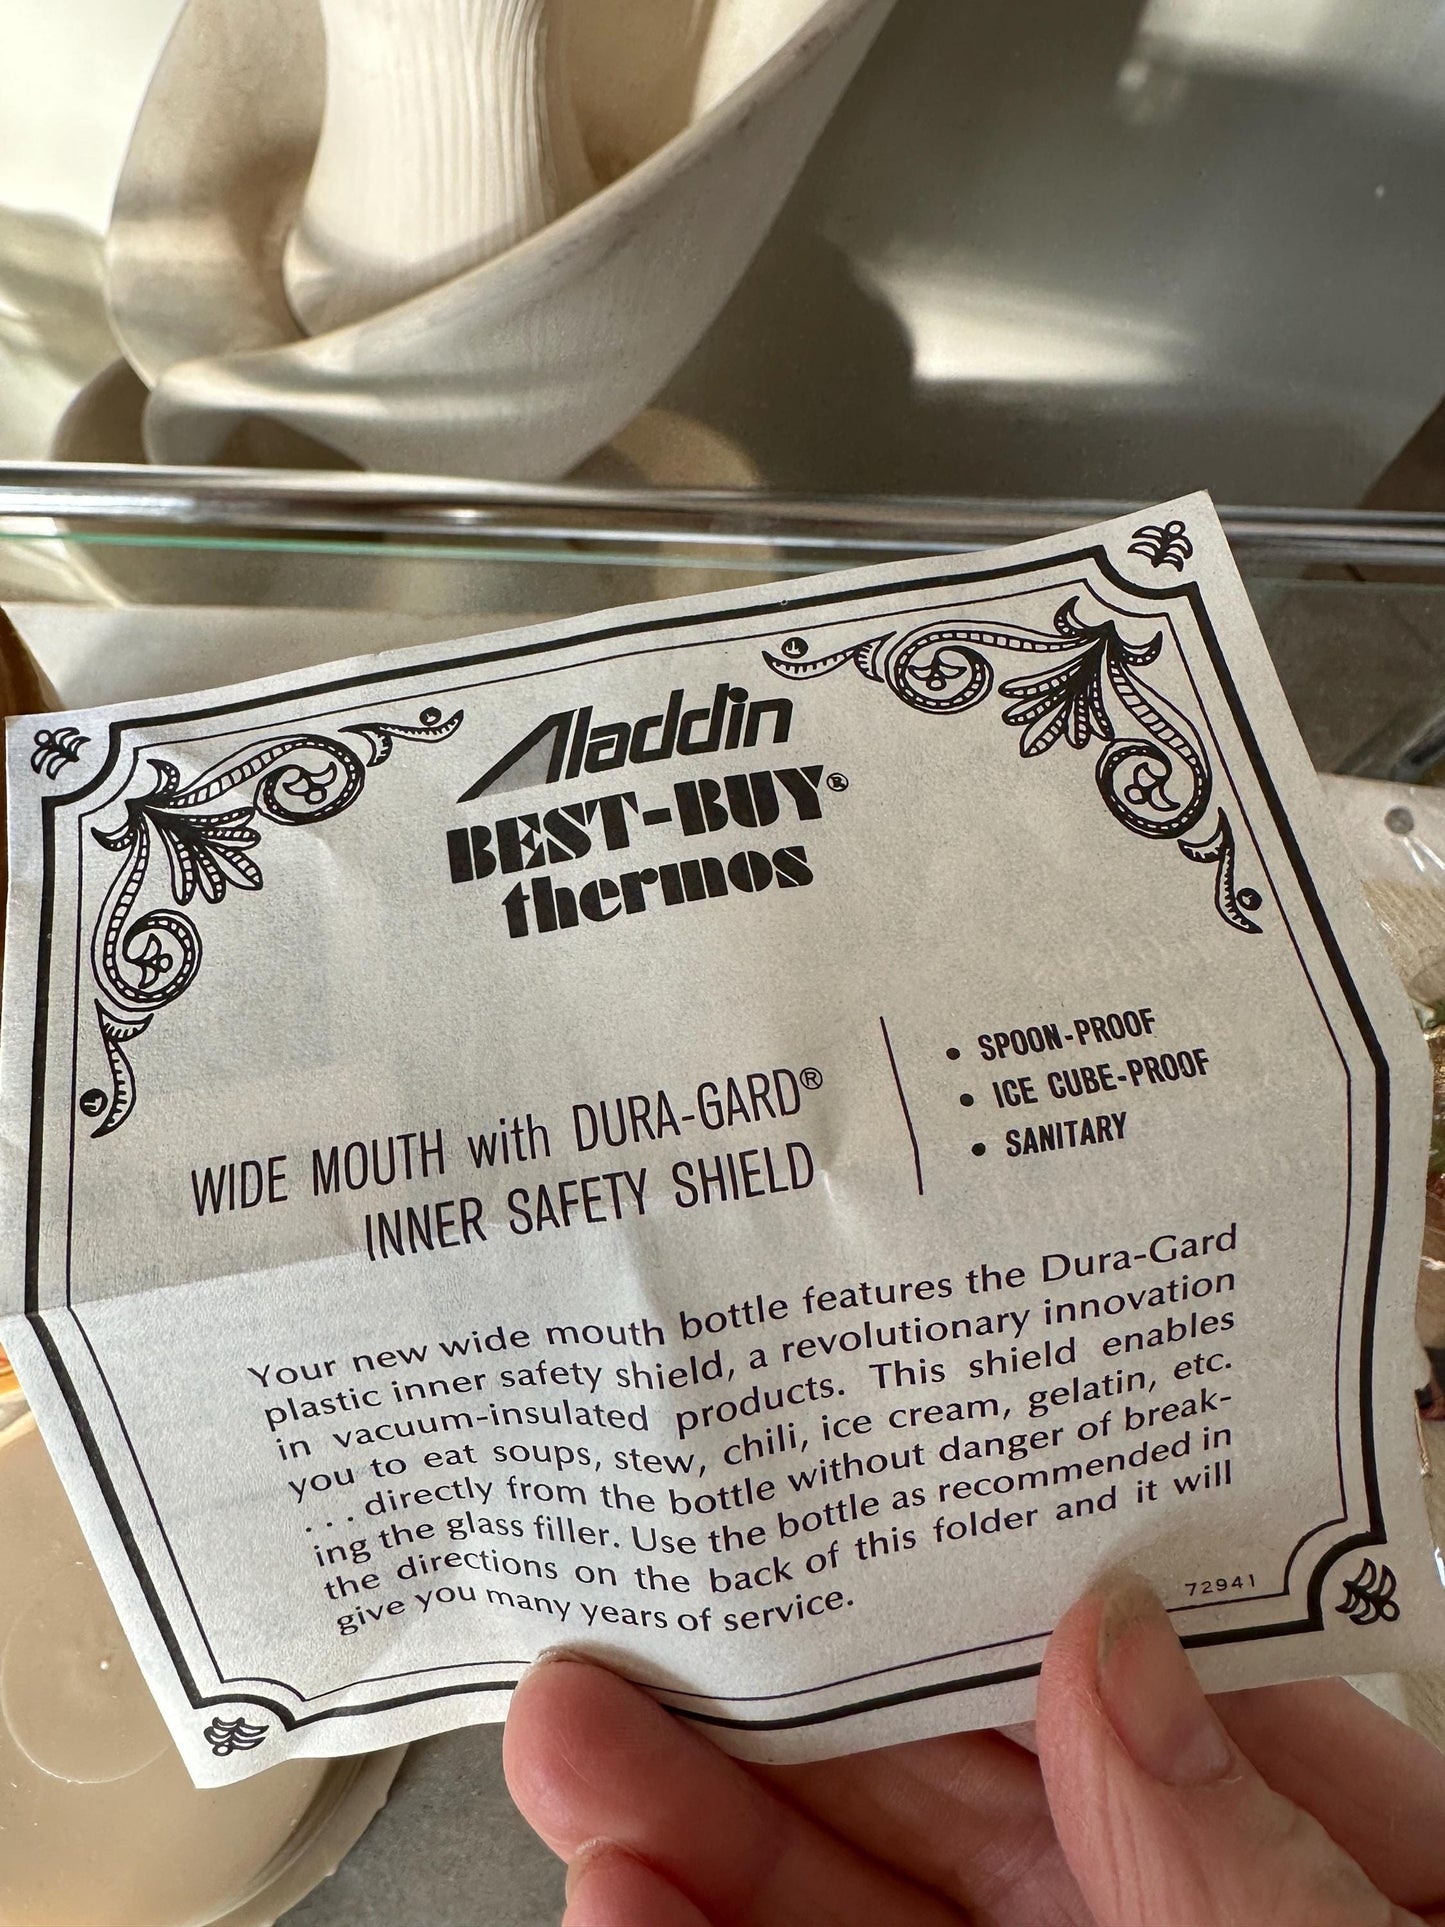 Aladdin
BEST-BUY®
thermos
WIDE MOUTH with DURA-GARD®
INNER SAFETY SHIELD
• SPOON-PROOF
• ICE CUBE-PROOF
• SANITARY
Your new wide mouth bottle features the Dura-Gard
plastic inner safety shield, a revolutionary innovation
in vacuum-insulated products. This shield enables
you to eat soups, stew, chili, ice cream, gelatin, etc.
. . . directly from the bottle without danger of break-
ing the glass filler. Use the bottle as recommended in
the directions on the back of this folder and it will
give you many years of service.
72941